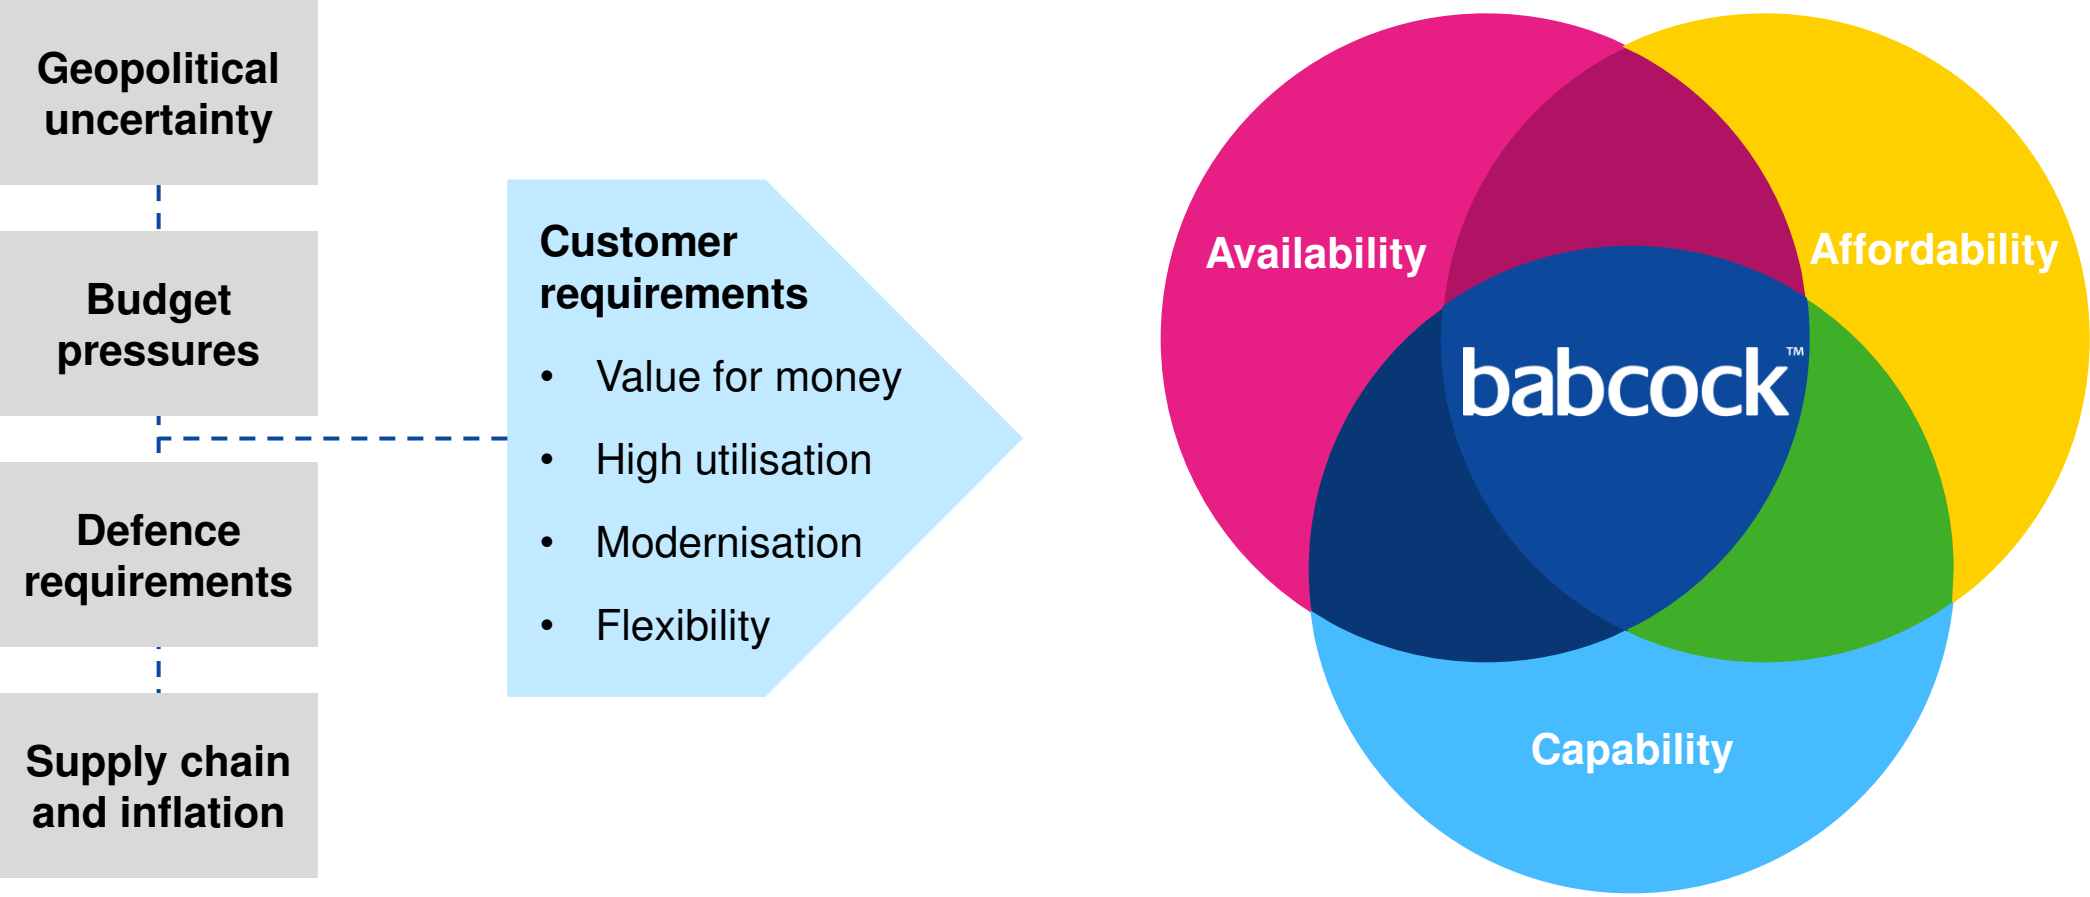 Geopolitical
uncertainty
Budget
pressures
Defence
requirements
Supply chain
and inflation
Customer
requirements
• Value for money
• High utilisation
• Modernisation
• Flexibility
Availability
Affordability
babcock™
Capability